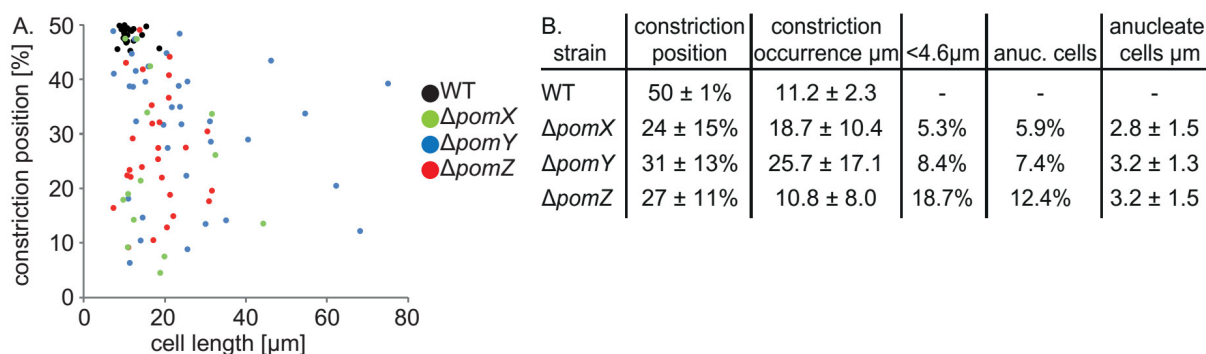 A.
constriction position [%]
50
40
30
20
10
0
0 20 40 60 80
cell length [µm]
WT
ΔpomX
ΔpomY
ΔpomZ
B.
strain | constriction position | constriction occurrence µm | <4.6µm | anuc. cells | anucleate cells µm
WT | 50 ± 1% | 11.2 ± 2.3 | - | - | -
ΔpomX | 24 ± 15% | 18.7 ± 10.4 | 5.3% | 5.9% | 2.8 ± 1.5
ΔpomY | 31 ± 13% | 25.7 ± 17.1 | 8.4% | 7.4% | 3.2 ± 1.3
ΔpomZ | 27 ± 11% | 10.8 ± 8.0 | 18.7% | 12.4% | 3.2 ± 1.5